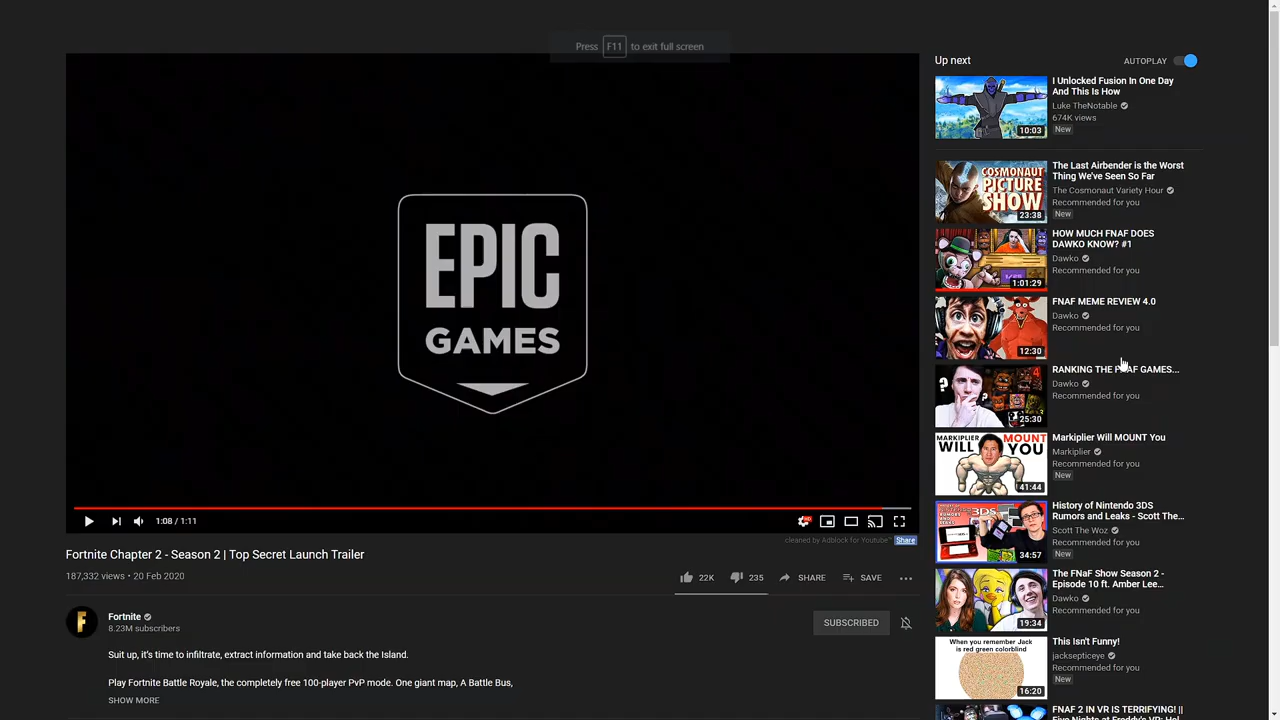 Press F11 to exit full screen
EPIC
GAMES
1:08 / 1:11
cleaned by Adblock for Youtube™ Share
Fortnite Chapter 2 - Season 2 | Top Secret Launch Trailer
187,332 views • 20 Feb 2020
22K 235 SHARE SAVE
Fortnite
8.23M subscribers
SUBSCRIBED
Suit up, it's time to infiltrate, extract information and take back the Island.
Play Fortnite Battle Royale, the completely free 100-player PvP mode. One giant map, A Battle Bus,
SHOW MORE
Up next
AUTOPLAY
10:03
I Unlocked Fusion In One Day
And This Is How
Luke TheNotable
674K views
New
COSMONAUT
PICTURE
SHOW
23:38
The Last Airbender is the Worst
Thing We've Seen So Far
The Cosmonaut Variety Hour
Recommended for you
New
1:01:29
HOW MUCH FNAF DOES
DAWKO KNOW? #1
Dawko
Recommended for you
12:30
FNAF MEME REVIEW 4.0
Dawko
Recommended for you
25:30
RANKING THE FNAF GAMES...
Dawko
Recommended for you
MARKIPLIER MOUNT
WILL YOU
41:44
Markiplier Will MOUNT You
Markiplier
Recommended for you
New
3DS
34:57
History of Nintendo 3DS
Rumors and Leaks - Scott The...
Scott The Woz
New
19:34
The FNaF Show Season 2 -
Episode 10 ft. Amber Lee...
Dawko
Recommended for you
When you remember Jack
is red green colorblind
16:20
This Isn't Funny!
jacksepticeye
Recommended for you
New
FNAF 2 IN VR IS TERRIFYING! ||